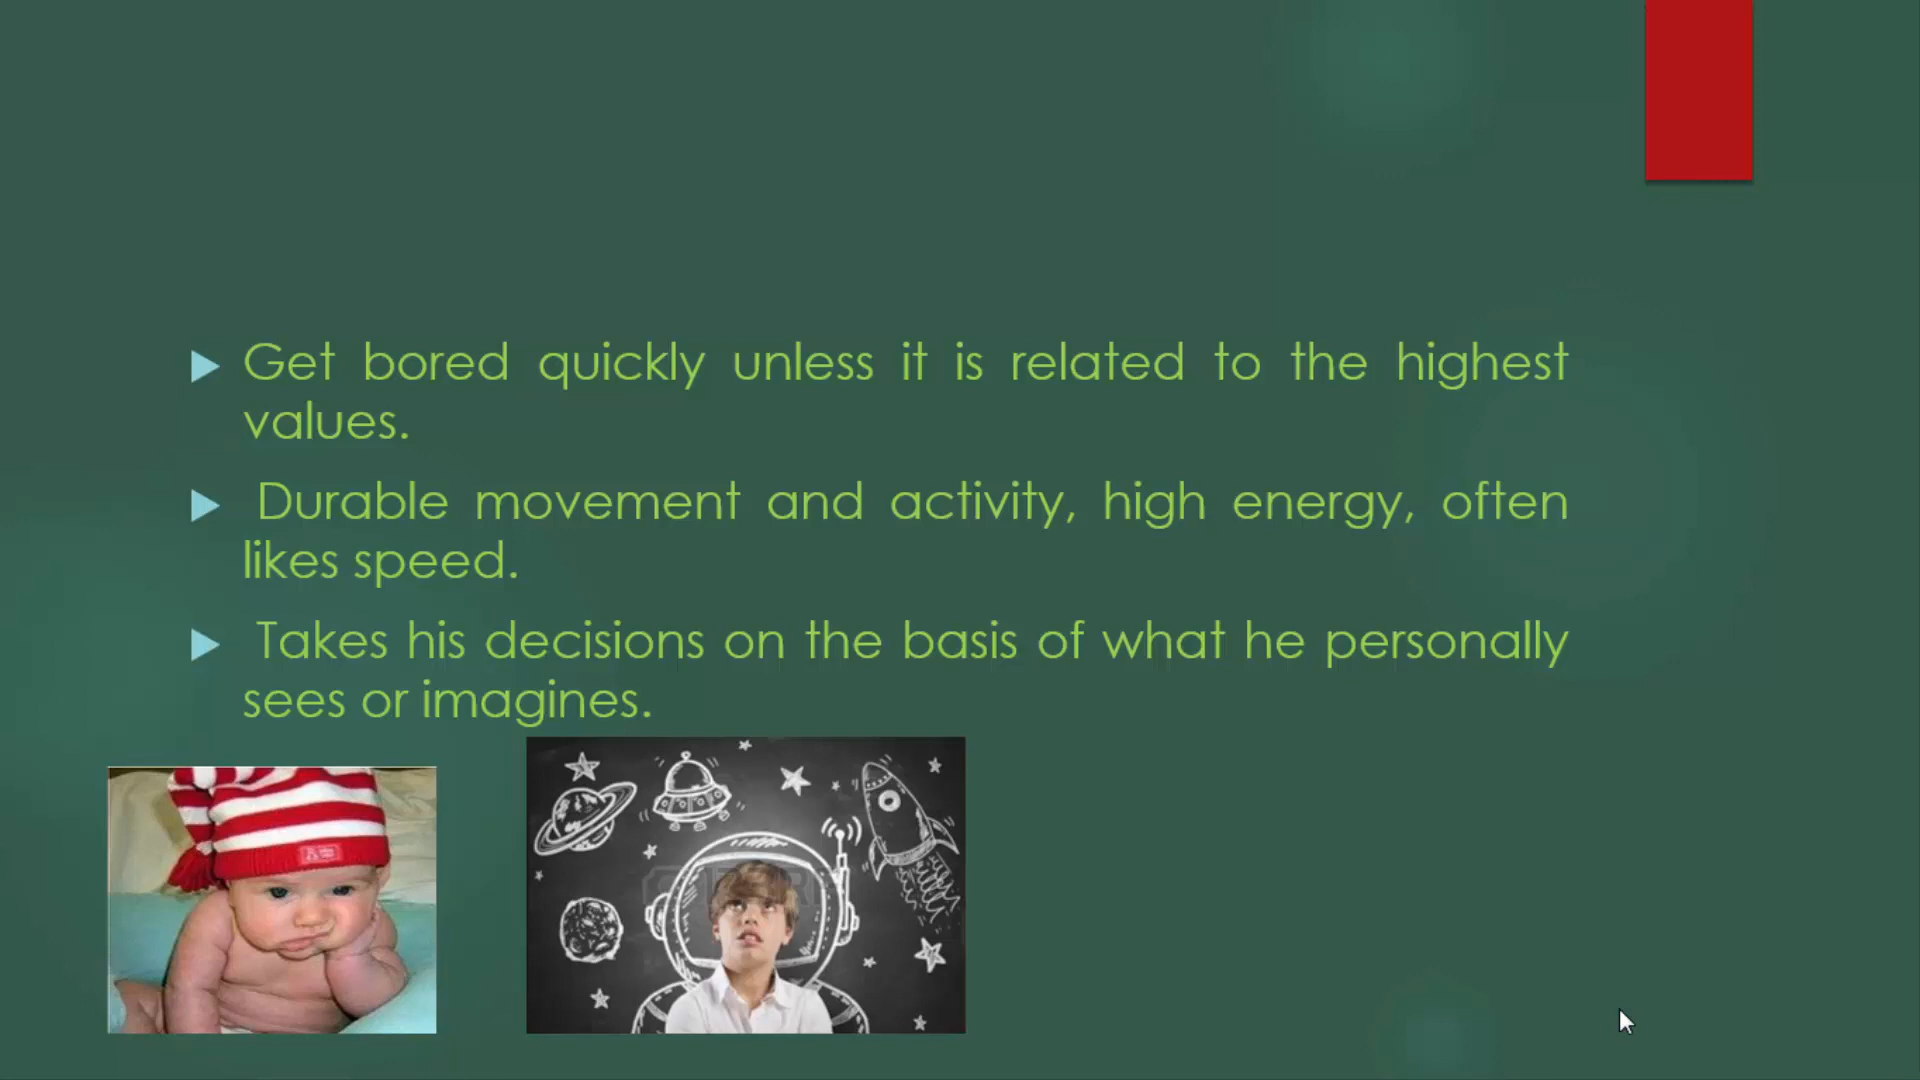 Get bored quickly unless it is related to the highest
values.
Durable movement and activity, high energy, often
likes speed.
Takes his decisions on the basis of what he personally
sees or imagines.